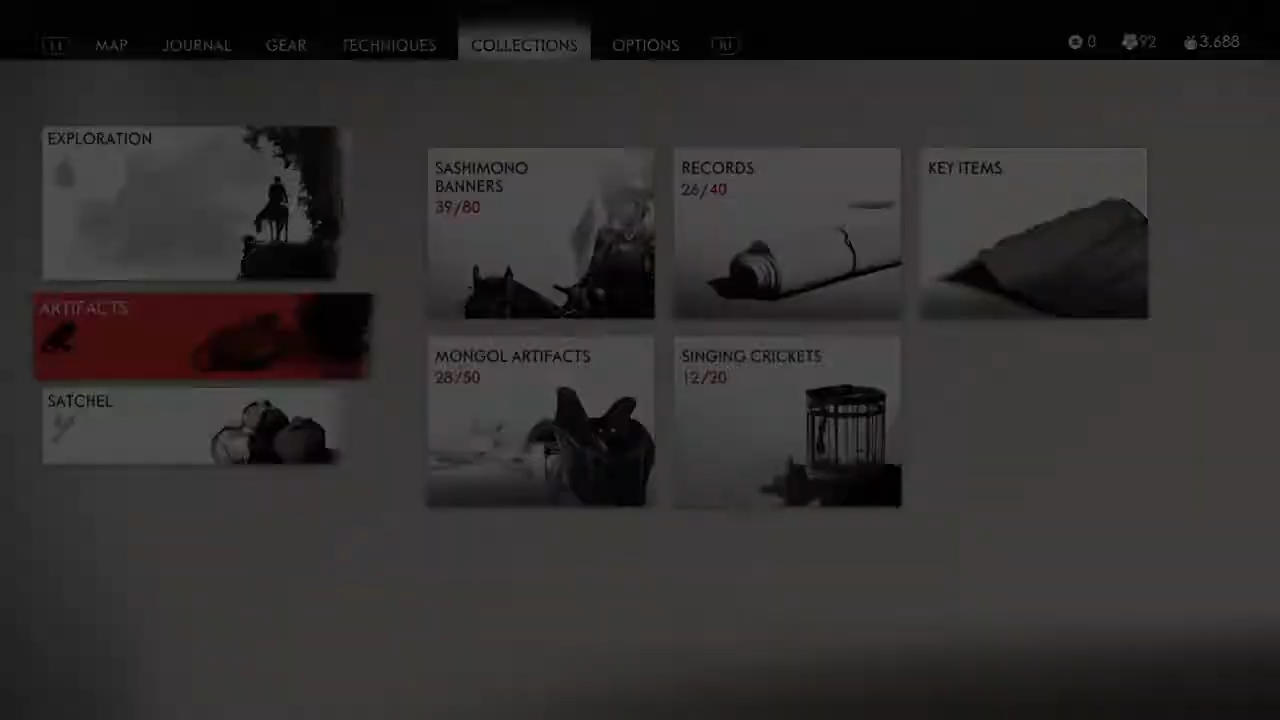 L1 MAP JOURNAL GEAR TECHNIQUES COLLECTIONS OPTIONS R1 0 92 3,688
EXPLORATION
ARTIFACTS
SATCHEL
SASHIMONO
BANNERS
39/80
RECORDS
26/40
KEY ITEMS
MONGOL ARTIFACTS
28/50
SINGING CRICKETS
12/20